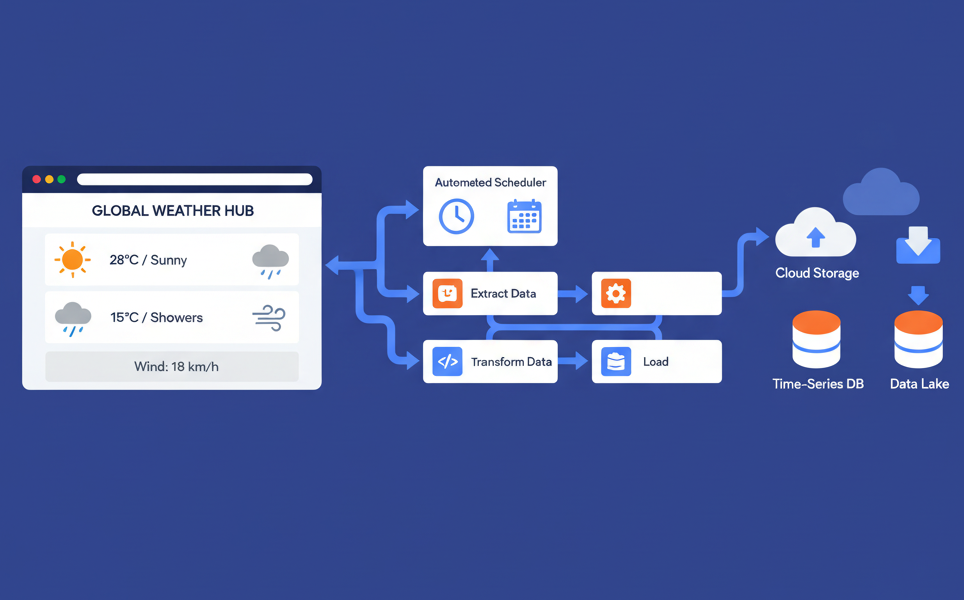 GLOBAL WEATHER HUB
28°C / Sunny
15°C / Showers
Wind: 18 km/h
Autometed Scheduler
Extract Data
Transform Data
Load
Cloud Storage
Time-Series DB
Data Lake